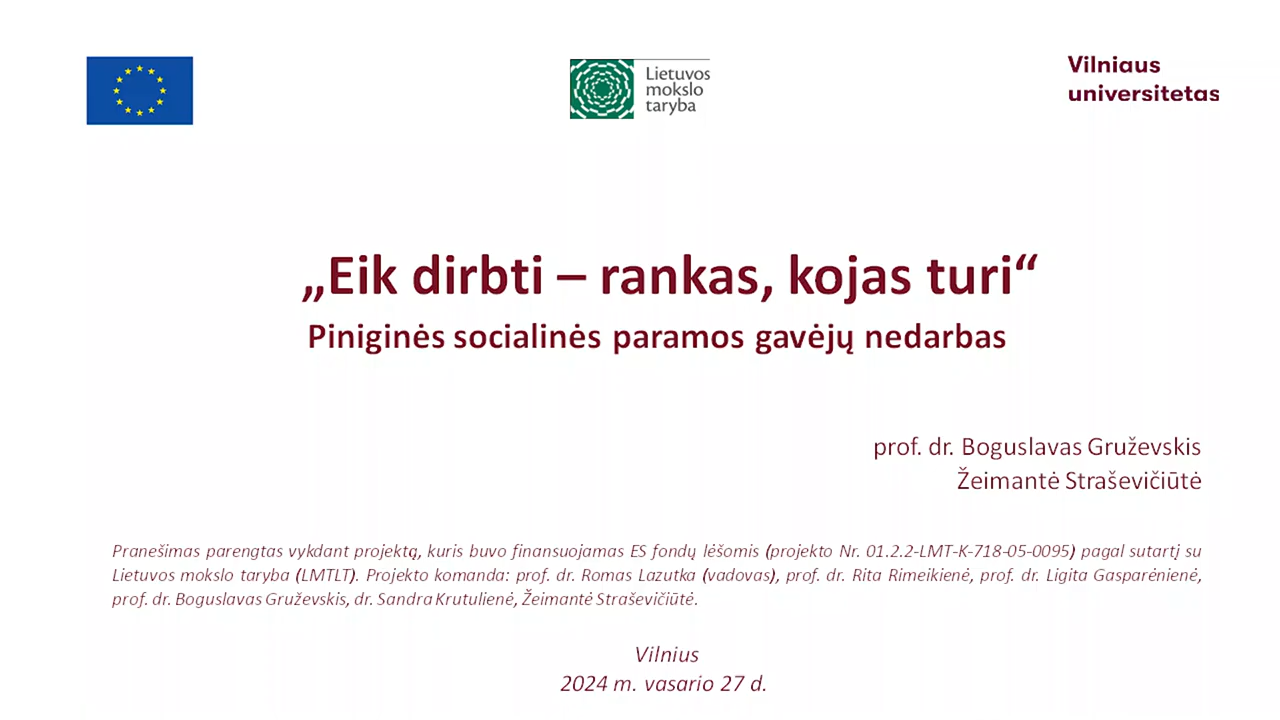 Lietuvos
mokslo
taryba
Vilniaus
universitetas
„Eik dirbti – rankas, kojas turi“
Piniginės socialinės paramos gavėjų nedarbas
prof. dr. Boguslavas Gruževskis
Žeimantė Straševičiūtė
Pranešimas parengtas vykdant projektą, kuris buvo finansuojamas ES fondų lėšomis (projekto Nr. 01.2.2-LMT-K-718-05-0095) pagal sutartį su
Lietuvos mokslo taryba (LMTLT). Projekto komanda: prof. dr. Romas Lazutka (vadovas), prof. dr. Rita Rimeikienė, prof. dr. Ligita Gasparėnienė,
prof. dr. Boguslavas Gruževskis, dr. Sandra Krutulienė, Žeimantė Straševičiūtė.
Vilnius
2024 m. vasario 27 d.